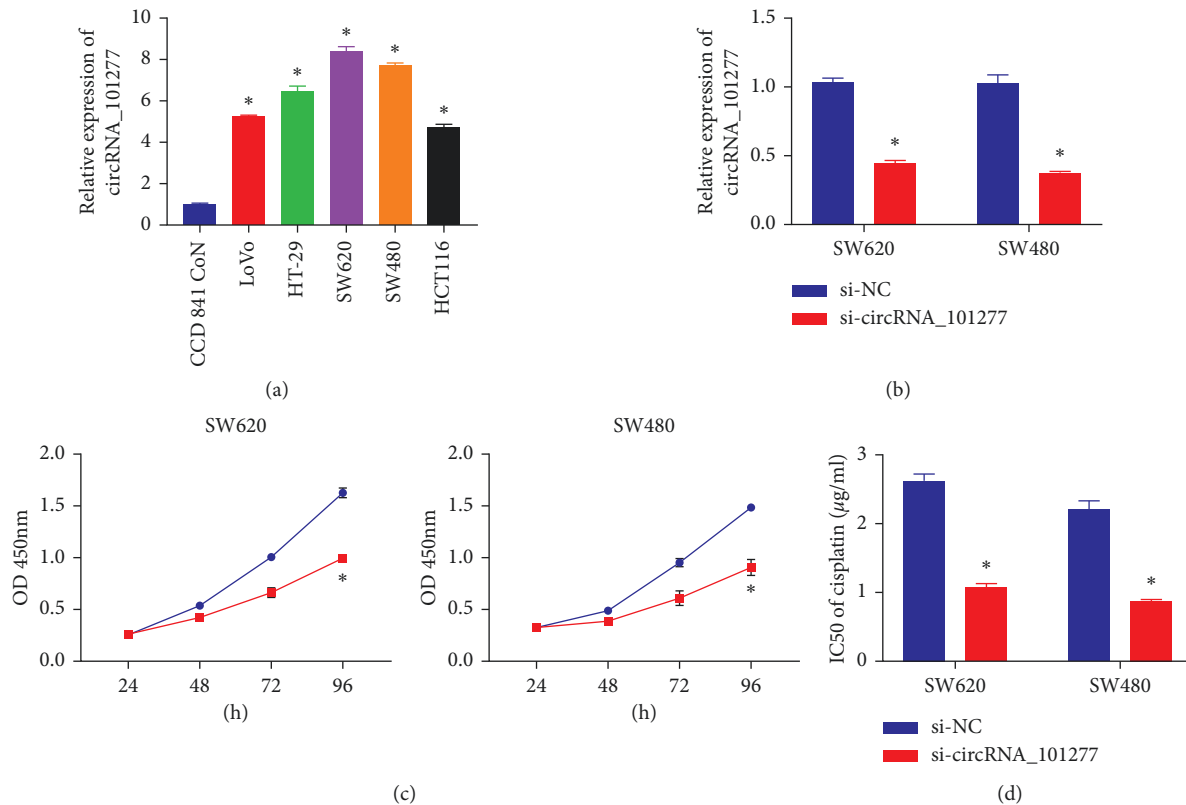 Relative expression of
circRNA_101277
10
8
6
4
2
0
*
*
*
*
*
CCD 841 CoN
LoVo
HT-29
SW620
SW480
HCT116
(a)
Relative expression of
circRNA_101277
1.5
1.0
0.5
0.0
*
*
SW620
SW480
si-NC
si-circRNA_101277
(b)
SW620
OD 450nm
2.0
1.5
1.0
0.5
0.0
*
24 48 72 96
(h)
SW480
OD 450nm
2.0
1.5
1.0
0.5
0.0
*
24 48 72 96
(h)
(c)
IC50 of cisplatin (μg/ml)
3
2
1
0
*
*
SW620
SW480
si-NC
si-circRNA_101277
(d)